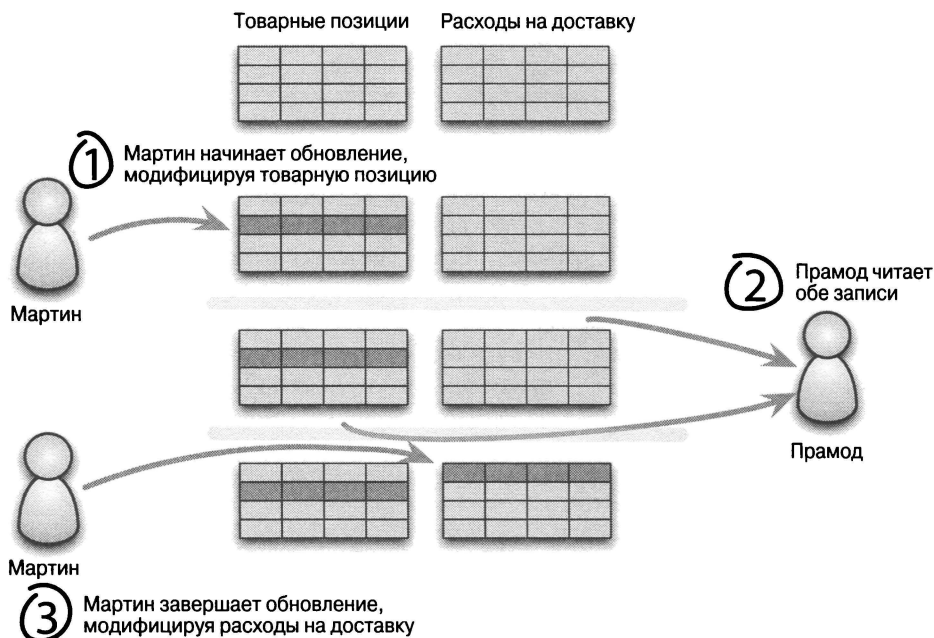 Товарные позиции
Расходы на доставку
1
Мартин начинает обновление,
модифицируя товарную позицию
Мартин
2
Прамод читает
обе записи
Прамод
Мартин
3
Мартин завершает обновление,
модифицируя расходы на доставку